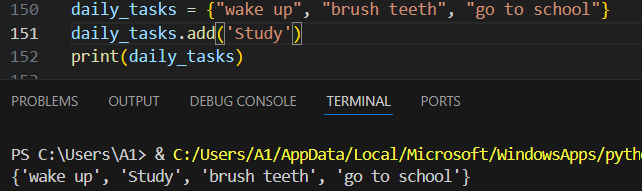 150 daily_tasks = {"wake up", "brush teeth", "go to school"}
151 daily_tasks.add('Study')
152 print(daily_tasks)
PROBLEMS OUTPUT DEBUG CONSOLE TERMINAL PORTS
PS C:\Users\A1> & C:/Users/A1/AppData/Local/Microsoft/WindowsApps/pyth
{'wake up', 'Study', 'brush teeth', 'go to school'}